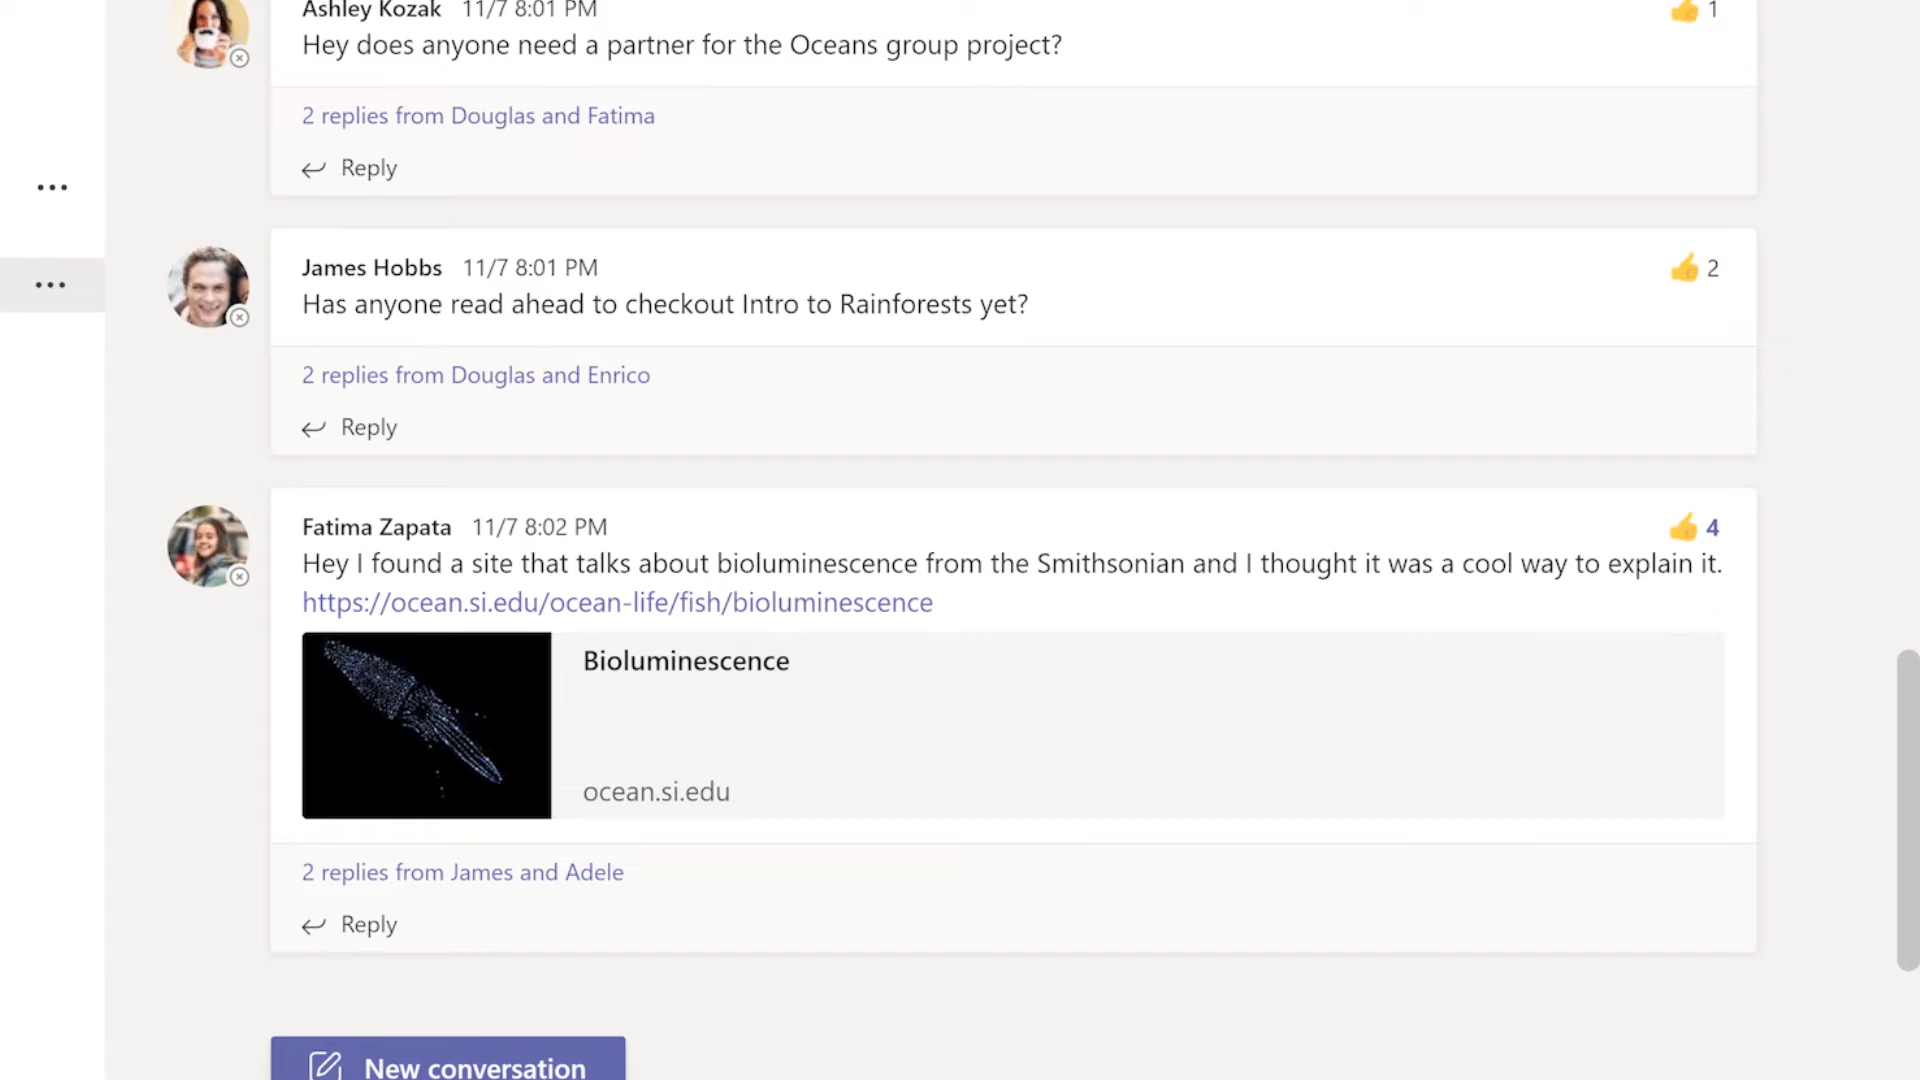 Ashley Kozak 11/7 8:01 PM 1
Hey does anyone need a partner for the Oceans group project?
2 replies from Douglas and Fatima
Reply
James Hobbs 11/7 8:01 PM 2
Has anyone read ahead to checkout Intro to Rainforests yet?
2 replies from Douglas and Enrico
Reply
Fatima Zapata 11/7 8:02 PM 4
Hey I found a site that talks about bioluminescence from the Smithsonian and I thought it was a cool way to explain it.
https://ocean.si.edu/ocean-life/fish/bioluminescence
Bioluminescence
ocean.si.edu
2 replies from James and Adele
Reply
New conversation